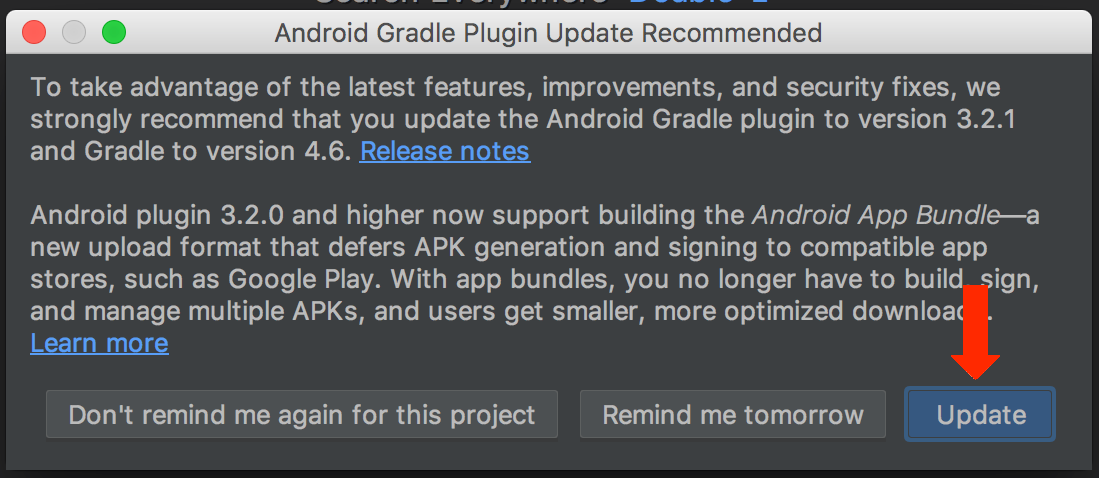 Search Everywhere Double
Android Gradle Plugin Update Recommended
To take advantage of the latest features, improvements, and security fixes, we
strongly recommend that you update the Android Gradle plugin to version 3.2.1
and Gradle to version 4.6. Release notes
Android plugin 3.2.0 and higher now support building the Android App Bundle—a
new upload format that defers APK generation and signing to compatible app
stores, such as Google Play. With app bundles, you no longer have to build, sign,
and manage multiple APKs, and users get smaller, more optimized downloads.
Learn more
Don't remind me again for this project
Remind me tomorrow
Update